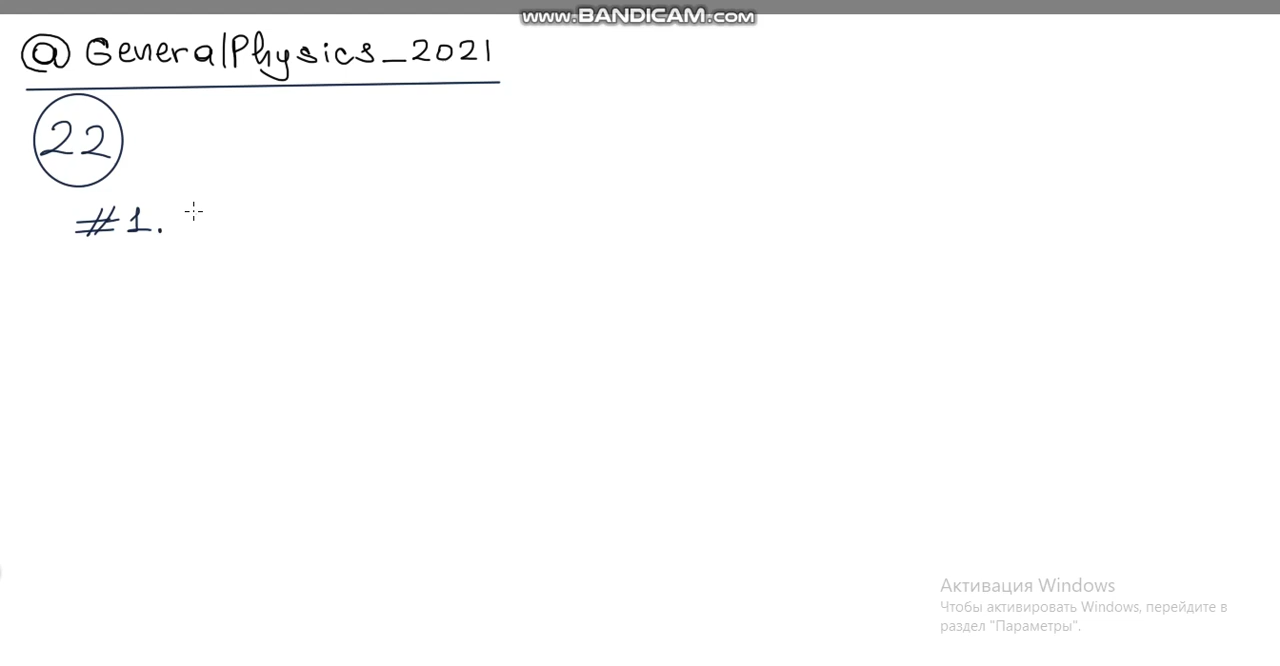 www.BANDICAM.com
@GeneralPhysics_2021
22
#1.
Активация Windows
Чтобы активировать Windows, перейдите в
раздел "Параметры".